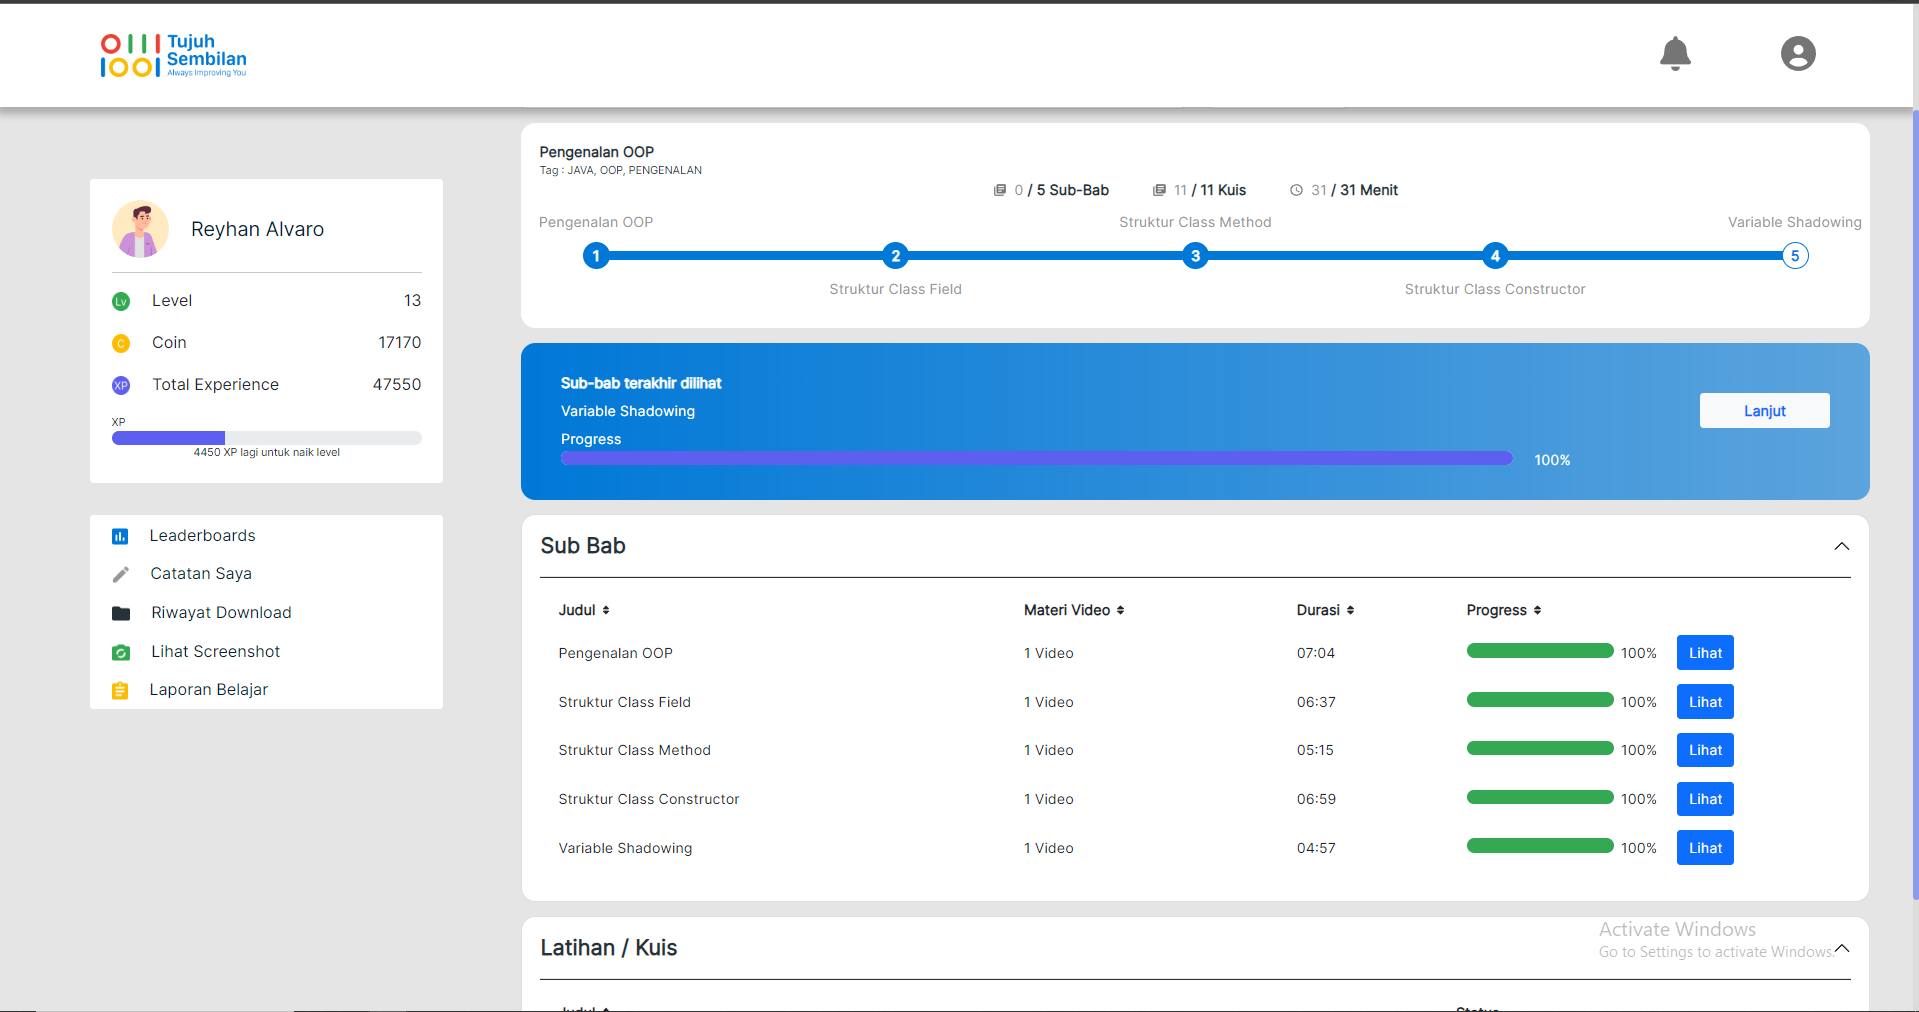 Tujuh
Sembilan
Always Improving You
Reyhan Alvaro
Lv Level 13
C Coin 17170
XP Total Experience 47550
XP
4450 XP lagi untuk naik level
Leaderboards
Catatan Saya
Riwayat Download
Lihat Screenshot
Laporan Belajar
Pengenalan OOP
Tag : JAVA, OOP, PENGENALAN
0 / 5 Sub-Bab 11 / 11 Kuis 31 / 31 Menit
Pengenalan OOP Struktur Class Method Variable Shadowing
1 2 3 4 5
Struktur Class Field Struktur Class Constructor
Sub-bab terakhir dilihat
Variable Shadowing
Lanjut
Progress
100%
Sub Bab
Judul Materi Video Durasi Progress
Pengenalan OOP 1 Video 07:04 100% Lihat
Struktur Class Field 1 Video 06:37 100% Lihat
Struktur Class Method 1 Video 05:15 100% Lihat
Struktur Class Constructor 1 Video 06:59 100% Lihat
Variable Shadowing 1 Video 04:57 100% Lihat
Latihan / Kuis
Activate Windows
Go to Settings to activate Windows.
Judul Status